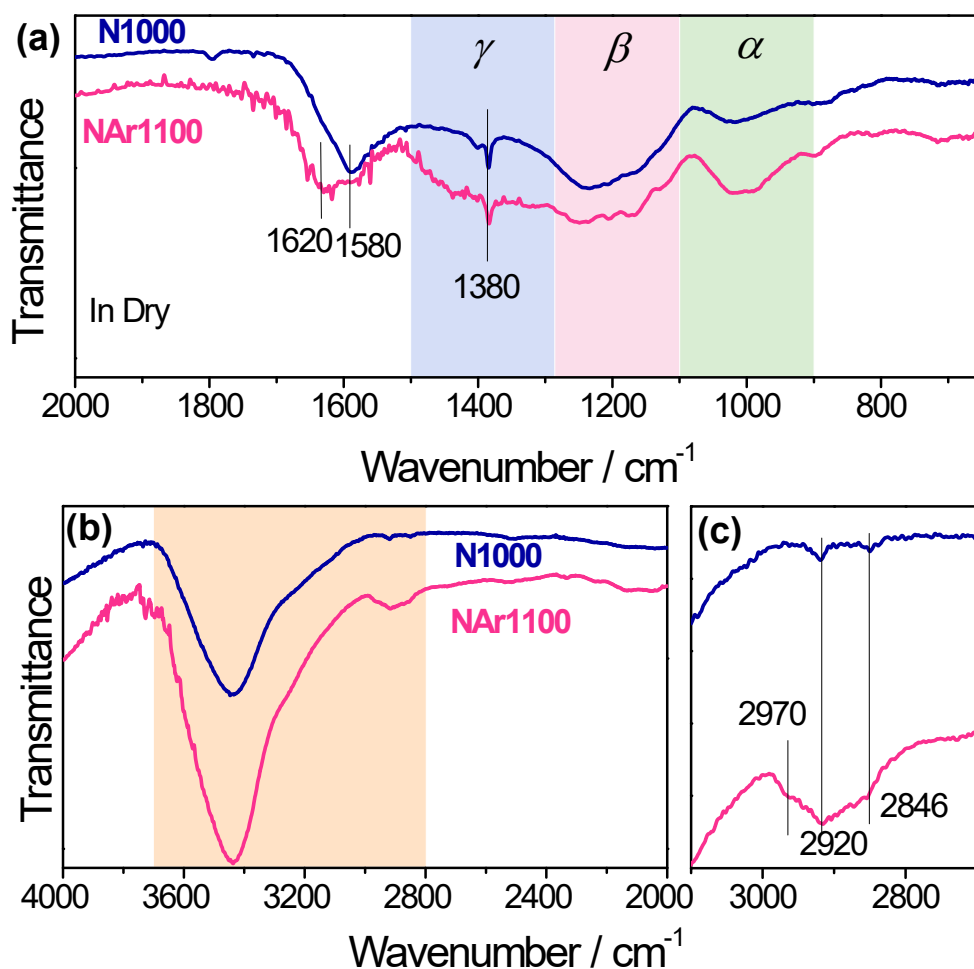 (a)
N1000
NAr1100
γ
β
α
1620
1580
1380
In Dry
Transmittance
2000 1800 1600 1400 1200 1000 800
Wavenumber / cm⁻¹
(b)
N1000
NAr1100
Transmittance
4000 3600 3200 2800 2400 2000
Wavenumber / cm⁻¹
(c)
2970
2920
2846
3000 2800